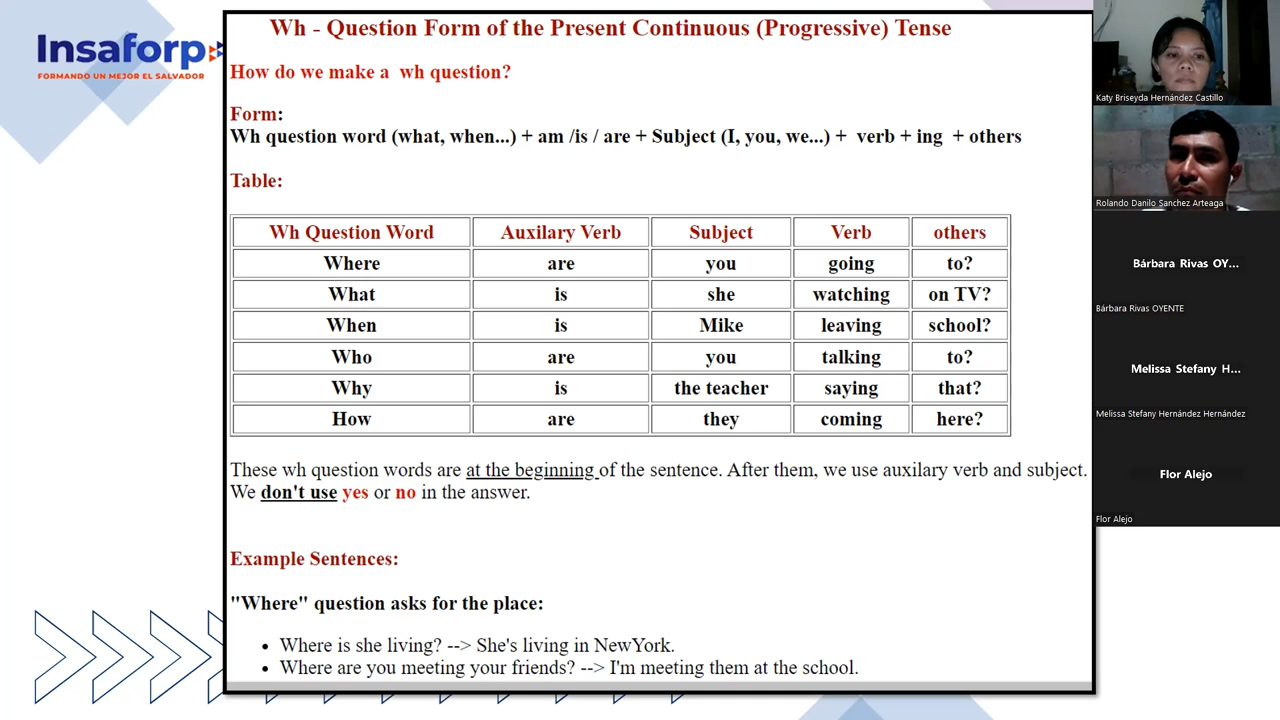 Insaforp
FORMANDO UN MEJOR EL SALVADOR
Wh - Question Form of the Present Continuous (Progressive) Tense
How do we make a wh question?
Form:
Wh question word (what, when...) + am /is / are + Subject (I, you, we...) + verb + ing + others
Table:
Wh Question Word Auxilary Verb Subject Verb others
Where are you going to?
What is she watching on TV?
When is Mike leaving school?
Who are you talking to?
Why is the teacher saying that?
How are they coming here?
These wh question words are at the beginning of the sentence. After them, we use auxilary verb and subject.
We don't use yes or no in the answer.
Example Sentences:
"Where" question asks for the place:
• Where is she living? --> She's living in NewYork.
• Where are you meeting your friends? --> I'm meeting them at the school.
Katy Briseyda Hernández Castillo
Rolando Danilo Sanchez Arteaga
Bárbara Rivas OY...
Bárbara Rivas OYENTE
Melissa Stefany H...
Melissa Stefany Hernández Hernández
Flor Alejo
Flor Alejo